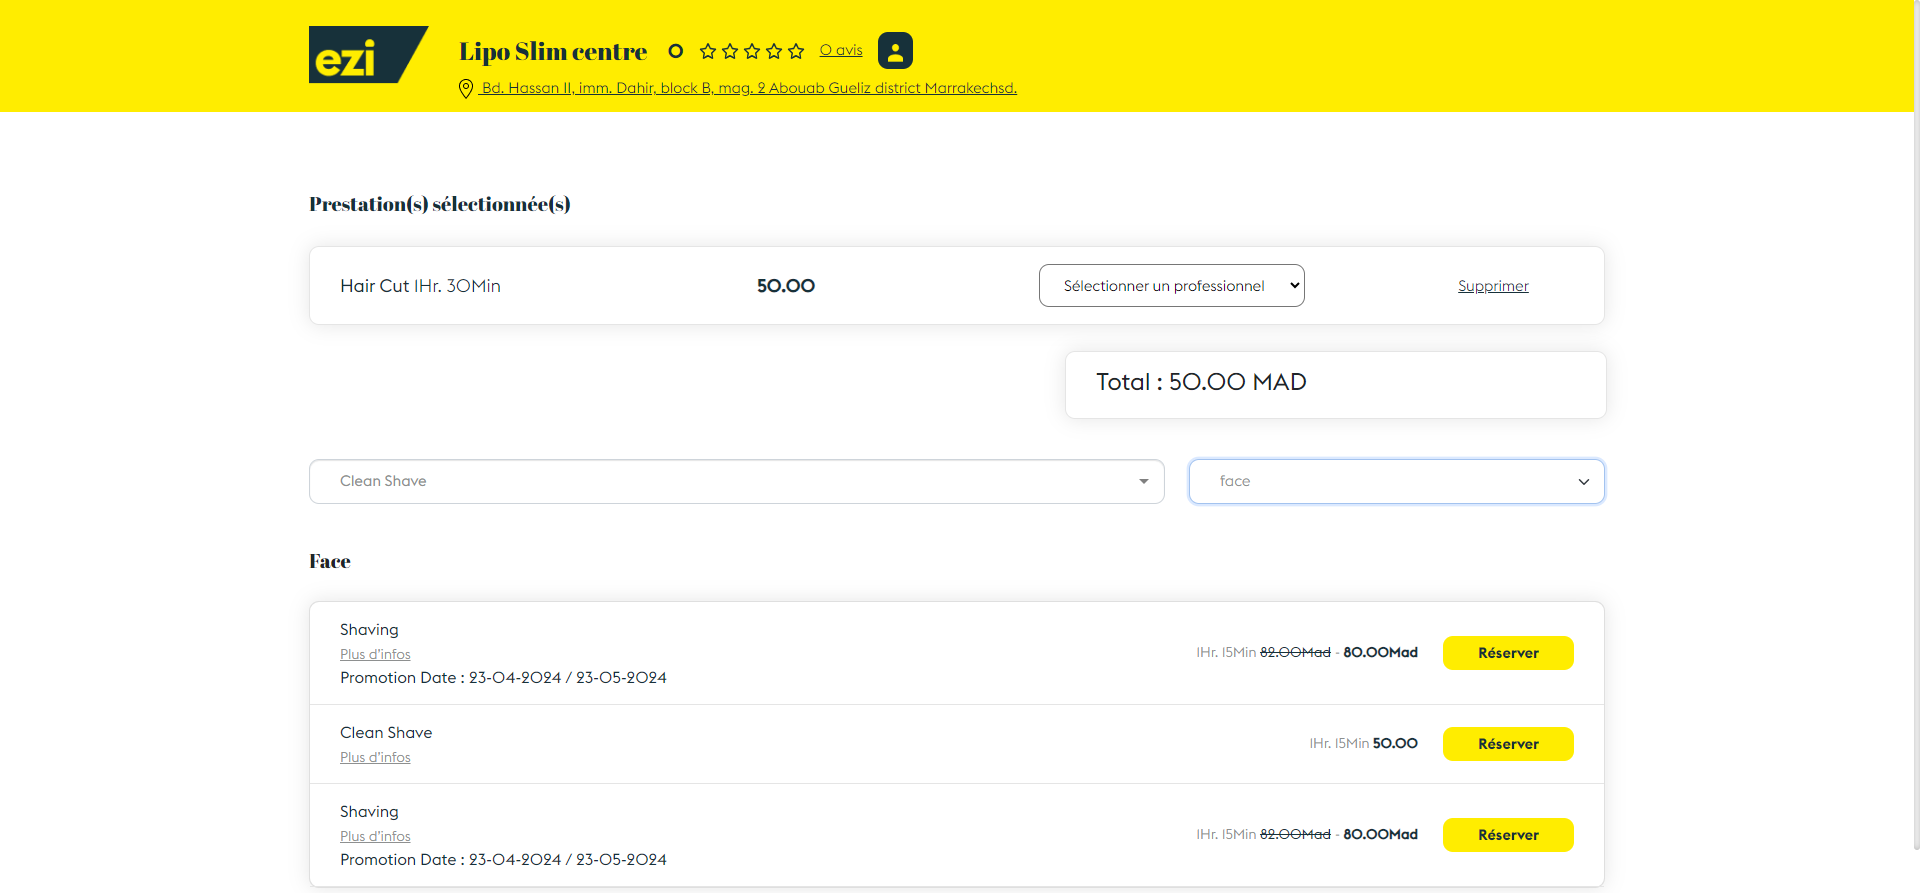 ezi
Lipo Slim centre 0 0 avis
Bd. Hassan II, imm. Dahir, block B, mag. 2 Abouab Gueliz district Marrakechsd.
Prestation(s) sélectionnée(s)
Hair Cut 1Hr. 30Min 50.00 Sélectionner un professionnel Supprimer
Total : 50.00 MAD
Clean Shave face
Face
Shaving
Plus d'infos
Promotion Date : 23-04-2024 / 23-05-2024
1Hr. 15Min 82.00Mad - 80.00Mad Réserver
Clean Shave
Plus d'infos
1Hr. 15Min 50.00 Réserver
Shaving
Plus d'infos
Promotion Date : 23-04-2024 / 23-05-2024
1Hr. 15Min 82.00Mad - 80.00Mad Réserver